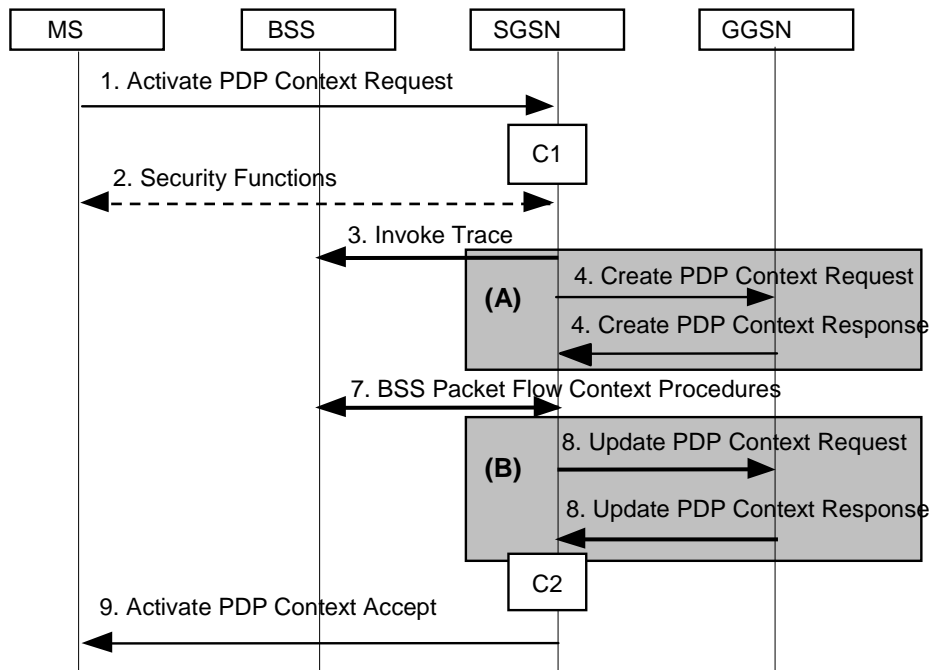 MS
BSS
SGSN
GGSN
1. Activate PDP Context Request
C1
2. Security Functions
3. Invoke Trace
(A)
4. Create PDP Context Request
4. Create PDP Context Response
7. BSS Packet Flow Context Procedures
(B)
8. Update PDP Context Request
8. Update PDP Context Response
C2
9. Activate PDP Context Accept